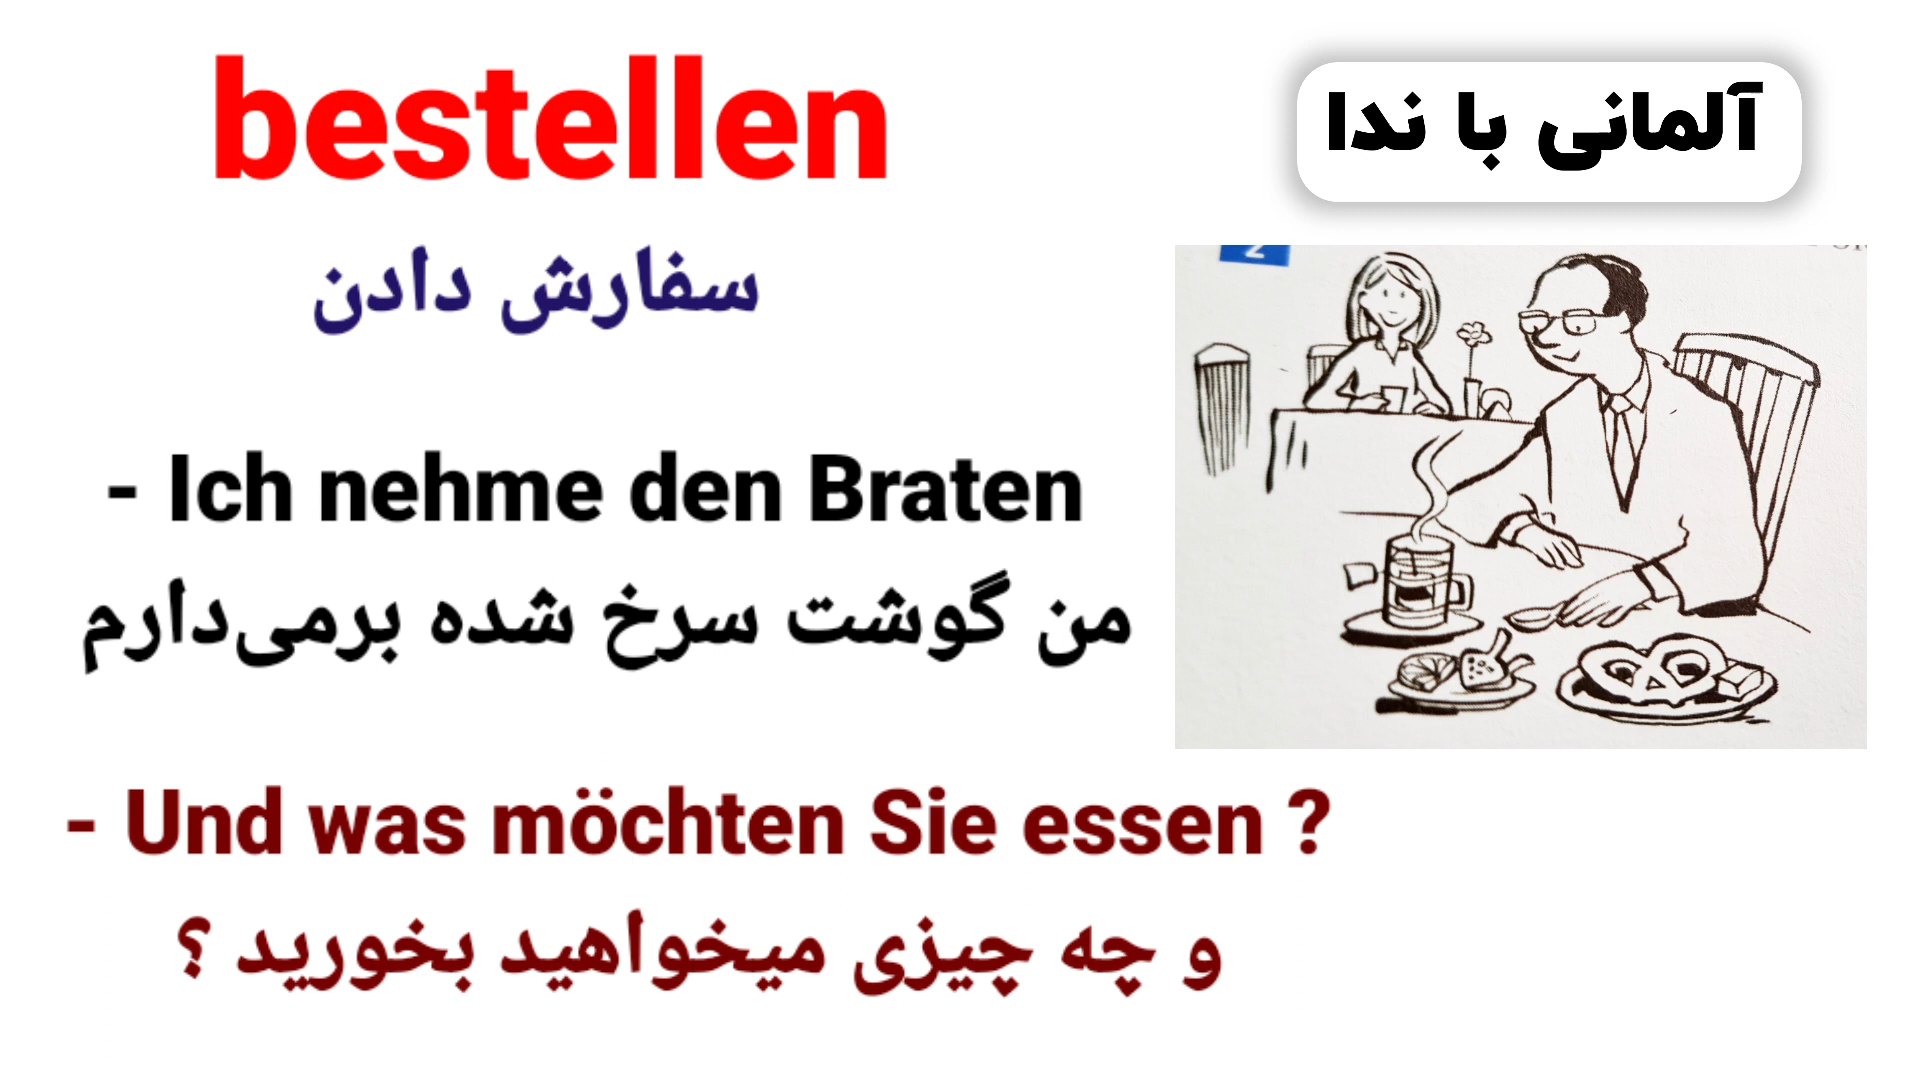 bestellen
آلمانی با ندا
سفارش دادن
2
- Ich nehme den Braten
من گوشت سرخ شده برمی‌دارم
- Und was möchten Sie essen ?
و چه چیزی میخواهید بخورید ؟